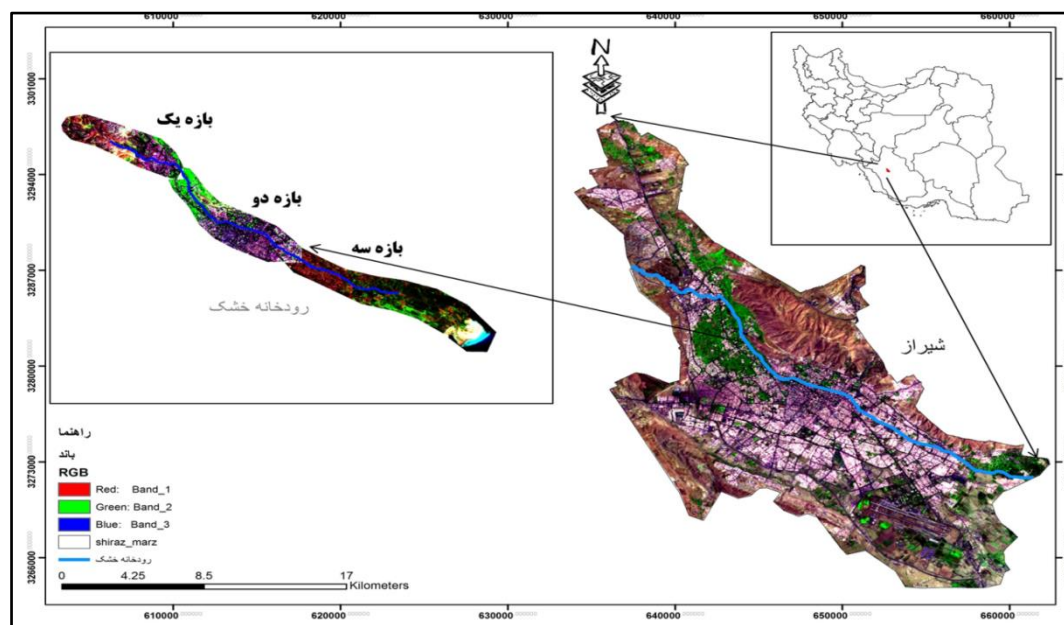 610000 620000 630000 640000 650000 660000
3301000
3294000
3287000
3280000
3273000
3266000
N
بازه یک
بازه دو
بازه سه
رودخانه خشک
شیراز
راهنما
باند
RGB
Red: Band_1
Green: Band_2
Blue: Band_3
shiraz_marz
رودخانه خشک
0 4.25 8.5 17
Kilometers
610000 620000 630000 640000 650000 660000